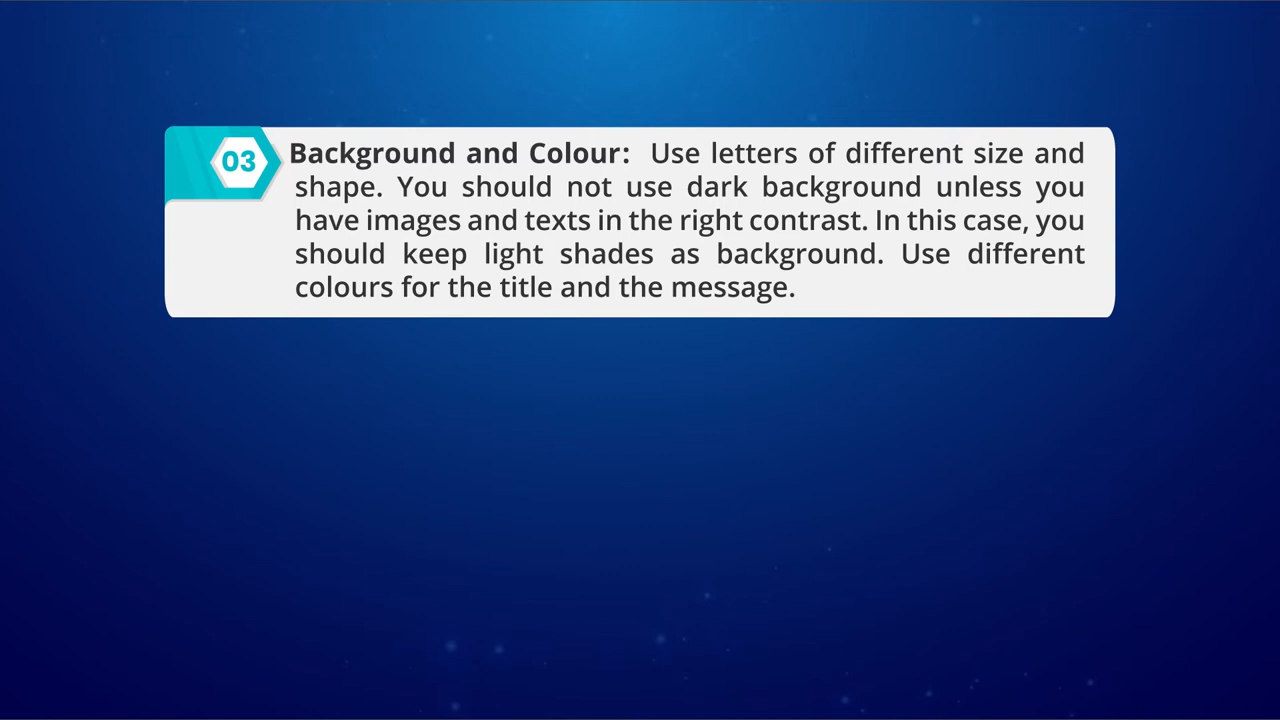 03
Background and Colour: Use letters of different size and
shape. You should not use dark background unless you
have images and texts in the right contrast. In this case, you
should keep light shades as background. Use different
colours for the title and the message.